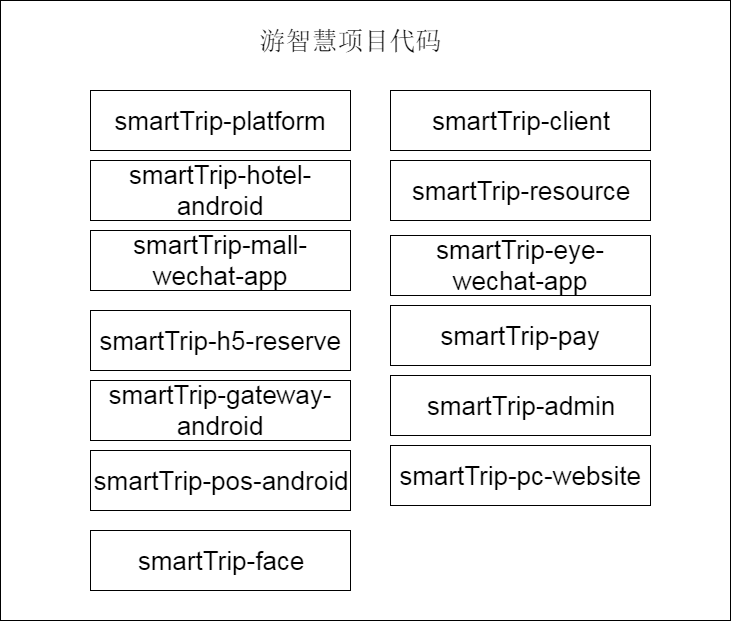 游智慧项目代码
smartTrip-platform
smartTrip-client
smartTrip-hotel-
android
smartTrip-resource
smartTrip-mall-
wechat-app
smartTrip-eye-
wechat-app
smartTrip-h5-reserve
smartTrip-pay
smartTrip-gateway-
android
smartTrip-admin
smartTrip-pos-android
smartTrip-pc-website
smartTrip-face